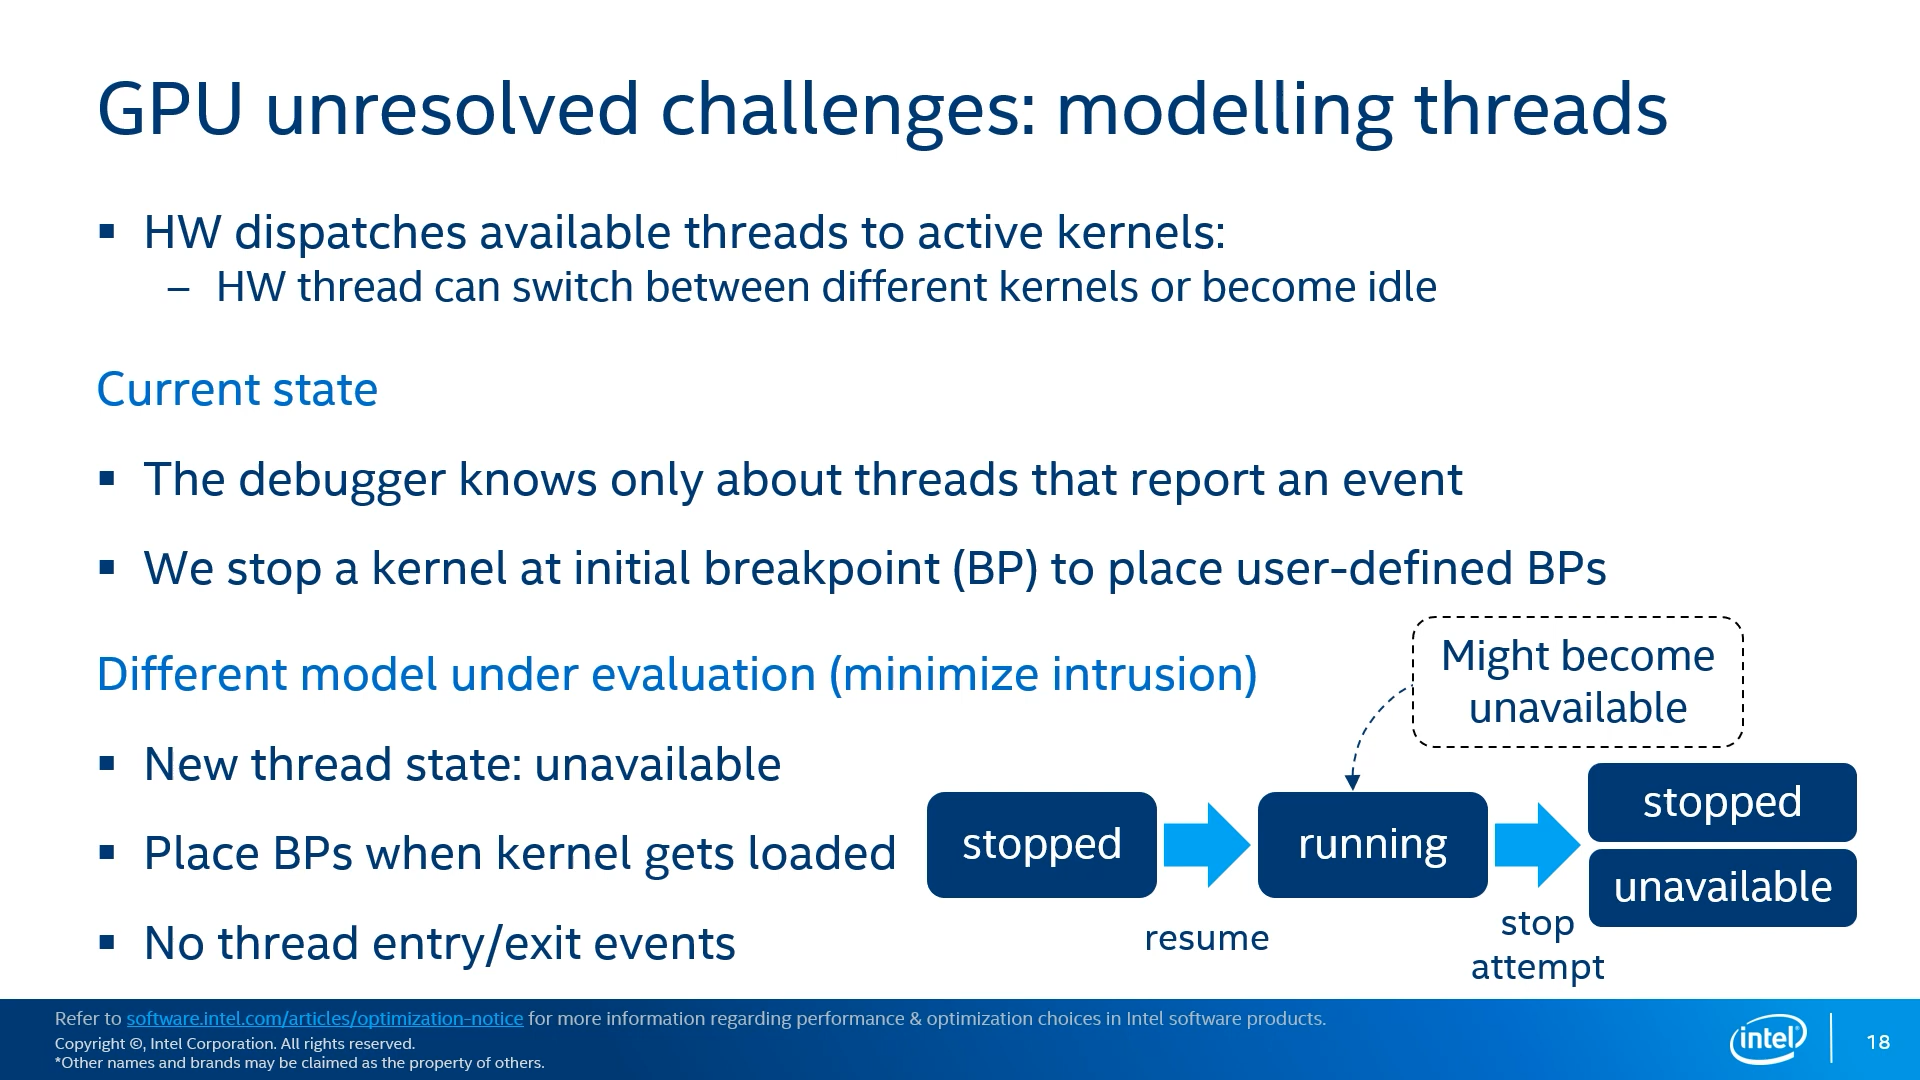 GPU unresolved challenges: modelling threads
▪ HW dispatches available threads to active kernels:
– HW thread can switch between different kernels or become idle
Current state
▪ The debugger knows only about threads that report an event
▪ We stop a kernel at initial breakpoint (BP) to place user-defined BPs
Different model under evaluation (minimize intrusion)
▪ New thread state: unavailable
▪ Place BPs when kernel gets loaded
▪ No thread entry/exit events
Might become
unavailable
stopped
resume
running
stop
attempt
stopped
unavailable
Refer to software.intel.com/articles/optimization-notice for more information regarding performance & optimization choices in Intel software products.
Copyright ©, Intel Corporation. All rights reserved.
*Other names and brands may be claimed as the property of others.
intel
18